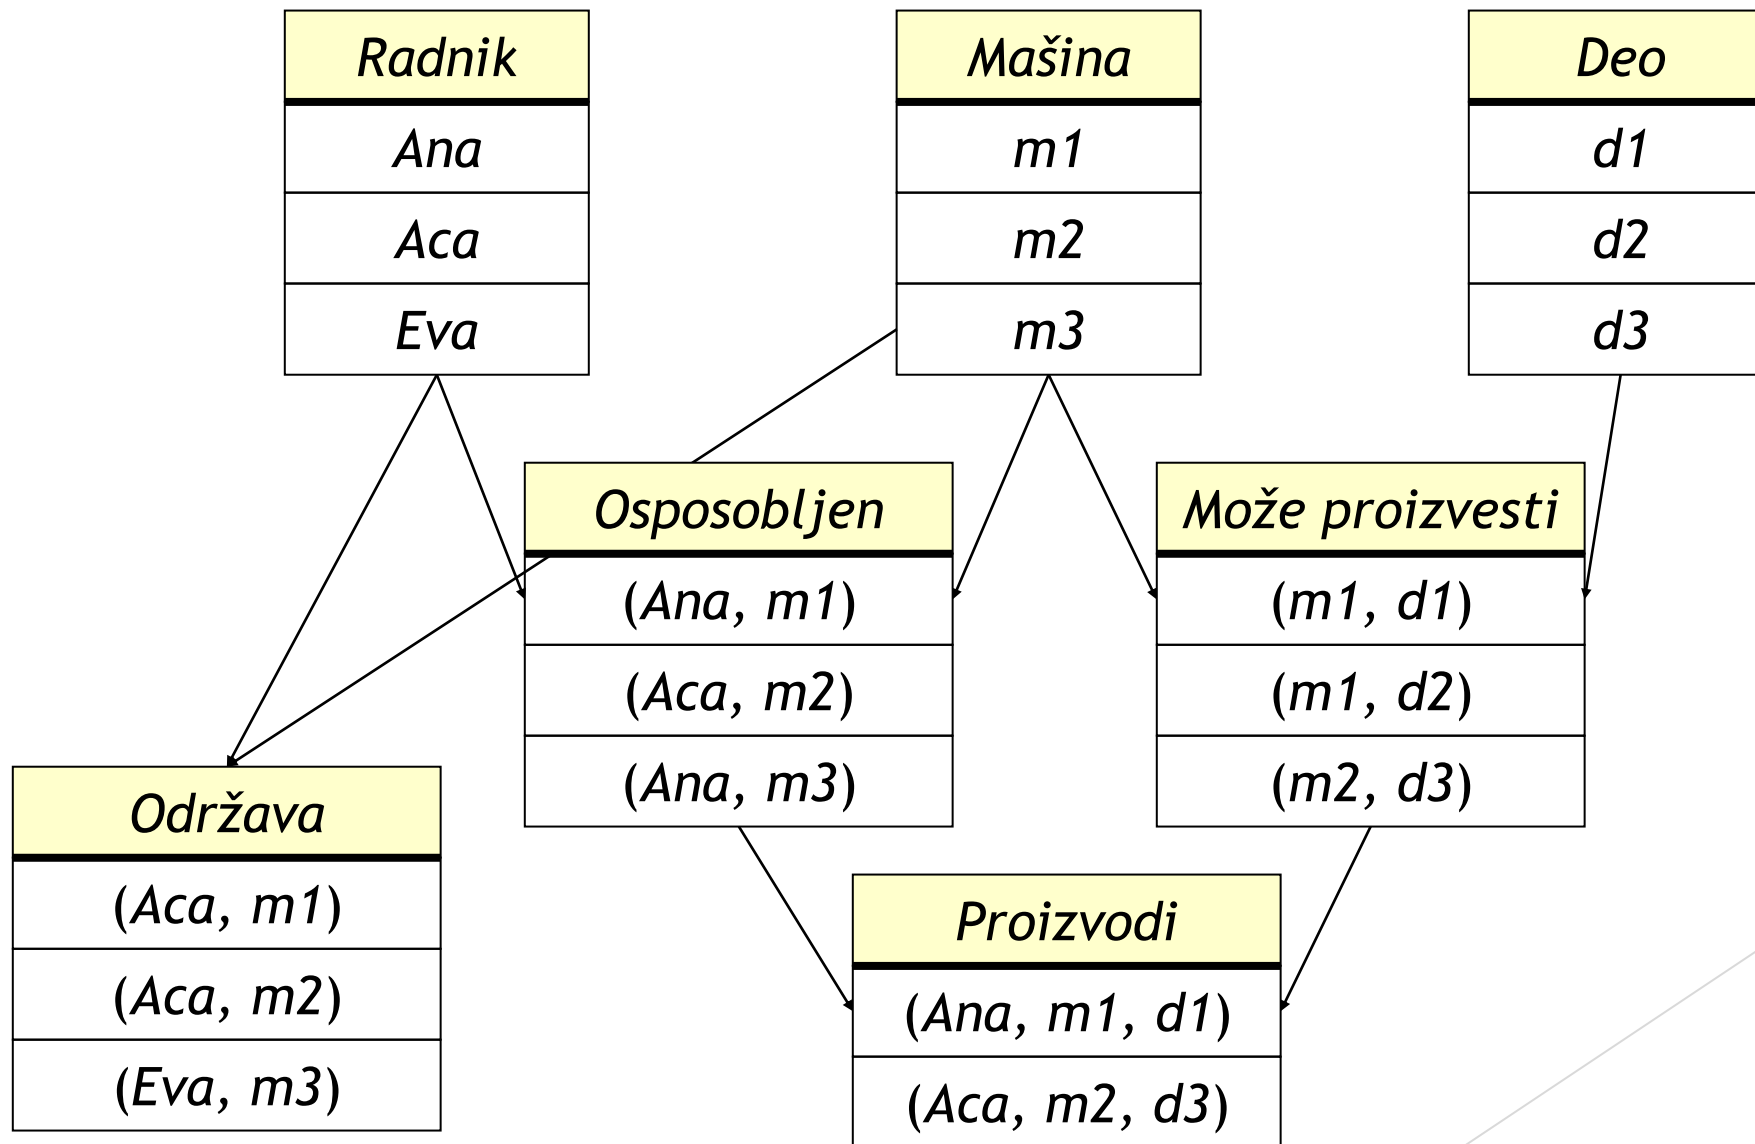 Radnik
Ana
Aca
Eva
Mašina
m1
m2
m3
Deo
d1
d2
d3
Osposobljen
(Ana, m1)
(Aca, m2)
(Ana, m3)
Može proizvesti
(m1, d1)
(m1, d2)
(m2, d3)
Održava
(Aca, m1)
(Aca, m2)
(Eva, m3)
Proizvodi
(Ana, m1, d1)
(Aca, m2, d3)